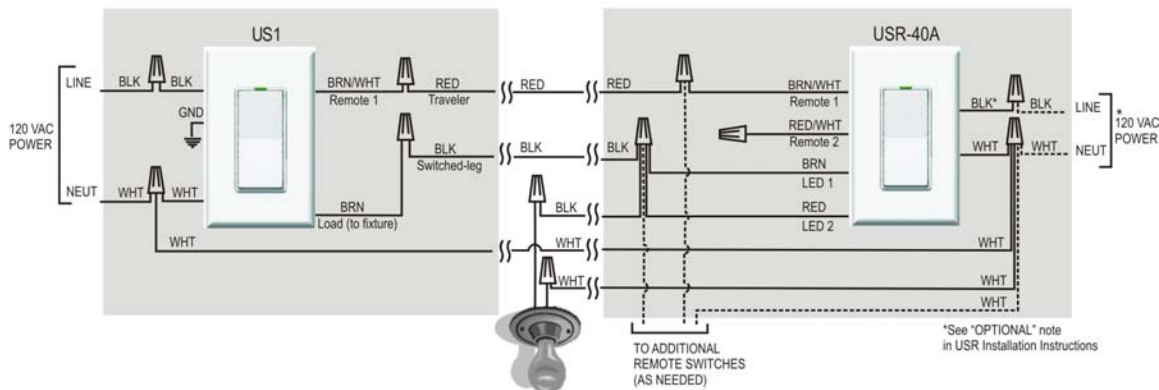 US1
USR-40A
LINE
BLK
BLK
BRN/WHT
RED
Remote 1
Traveler
RED
RED
BRN/WHT
Remote 1
BLK*
BLK
LINE
GND
120 VAC
POWER
RED/WHT
Remote 2
*
120 VAC
POWER
BLK
Switched-leg
BLK
BLK
WHT
WHT
NEUT
BRN
LED 1
NEUT
WHT
WHT
BRN
Load (to fixture)
BLK
RED
LED 2
WHT
WHT
WHT
WHT
WHT
WHT
*See "OPTIONAL" note
in USR Installation Instructions
TO ADDITIONAL
REMOTE SWITCHES
(AS NEEDED)